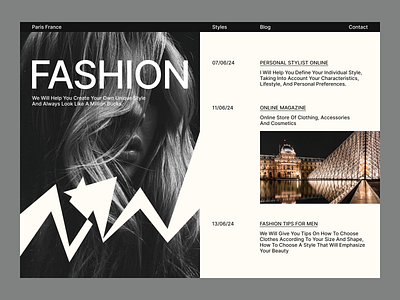 Paris France
Styles
Blog
Contact
FASHION
We Will Help You Create Your Own Unique Style
And Always Look Like A Million Bucks.
07/06/24
PERSONAL STYLIST ONLINE
I Will Help You Define Your Individual Style,
Taking Into Account Your Characteristics,
Lifestyle, And Personal Preferences.
11/06/24
ONLINE MAGAZINE
Online Store Of Clothing, Accessories
And Cosmetics
13/06/24
FASHION TIPS FOR MEN
We Will Give You Tips On How To Choose
Clothes According To Your Size And Shape,
How To Choose A Style That Will Emphasize
Your Beauty